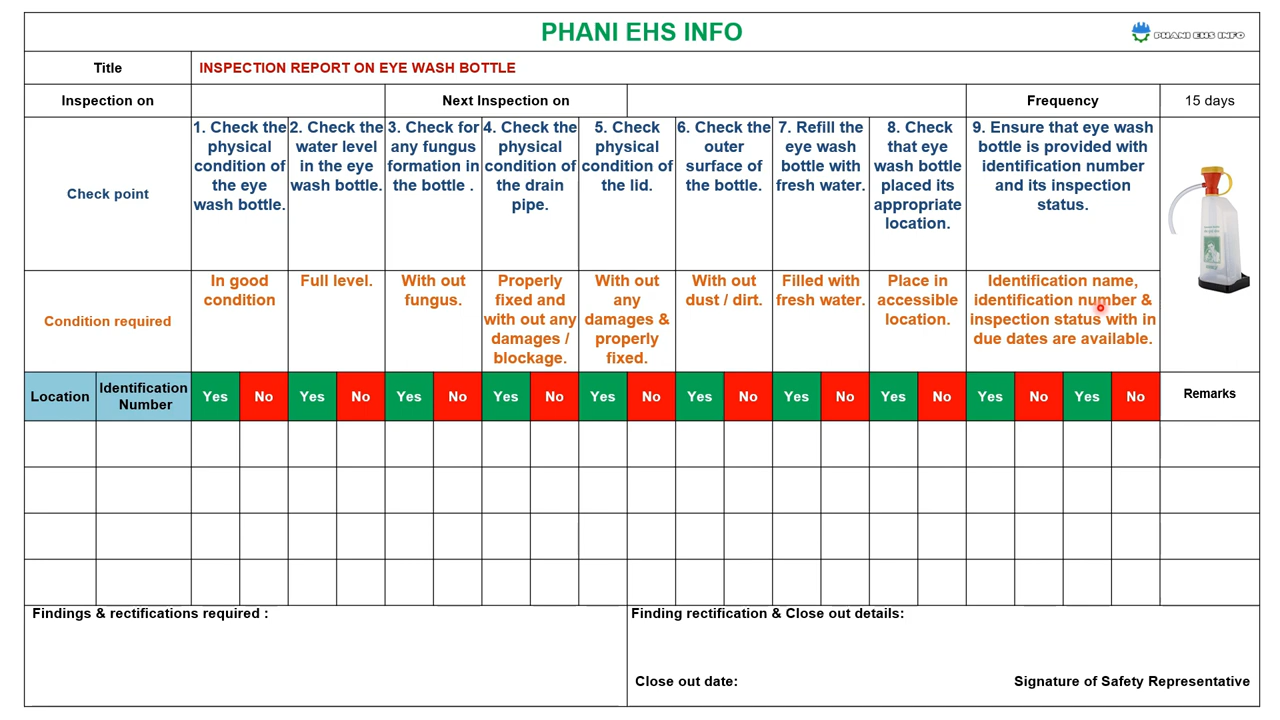 PHANI EHS INFO
PHANI EHS INFO
Title
INSPECTION REPORT ON EYE WASH BOTTLE
Inspection on
Next Inspection on
Frequency
15 days
Check point
1. Check the
physical
condition of
the eye
wash bottle.
2. Check the
water level
in the eye
wash bottle.
3. Check for
any fungus
formation in
the bottle .
4. Check the
physical
condition of
the drain
pipe.
5. Check
physical
condition of
the lid.
6. Check the
outer
surface of
the bottle.
7. Refill the
eye wash
bottle with
fresh water.
8. Check
that eye
wash bottle
placed its
appropriate
location.
9. Ensure that eye wash
bottle is provided with
identification number
and its inspection
status.
Condition required
In good
condition
Full level.
With out
fungus.
Properly
fixed and
with out any
damages /
blockage.
With out
any
damages &
properly
fixed.
With out
dust / dirt.
Filled with
fresh water.
Place in
accessible
location.
Identification name,
identification number &
inspection status with in
due dates are available.
Location
Identification
Number
Yes No Yes No Yes No Yes No Yes No Yes No Yes No Yes No Yes No Yes No
Remarks
Findings & rectifications required :
Finding rectification & Close out details:
Close out date:
Signature of Safety Representative